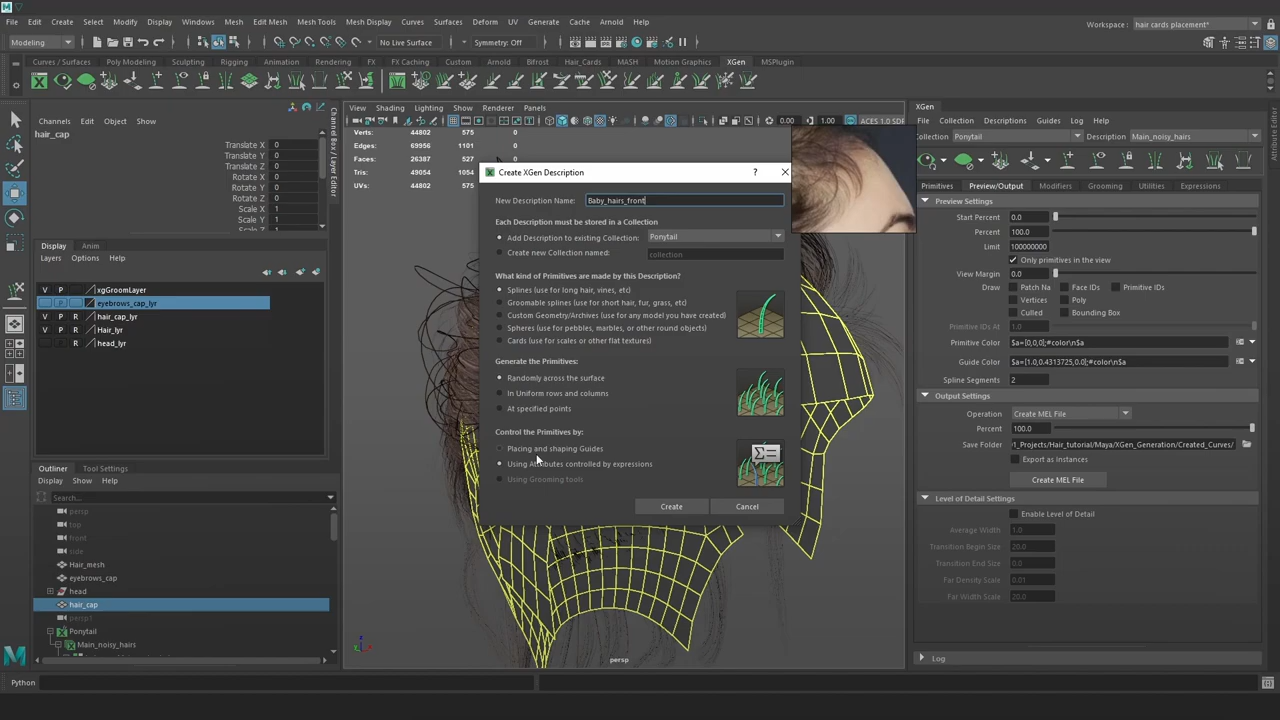 File Edit Create Select Modify Display Windows Mesh Edit Mesh Mesh Tools Mesh Display Curves Surfaces Deform UV Generate Cache Arnold Help
Workspace : hair cards placement*
Modeling No Live Surface Symmetry: Off
Curves / Surfaces Poly Modeling Sculpting Rigging Animation Rendering FX FX Caching Custom Arnold Bifrost Hair_Cards MASH Motion Graphics XGen MSPlugin
Channels Edit Object Show
hair_cap
Translate X 0
Translate Y 0
Translate Z 0
Rotate X 0
Rotate Y 0
Rotate Z 0
Scale X 1
Scale Y 1
Scale Z 1
Channel Box / Layer Editor
Display Anim
Layers Options Help
V P xgGroomLayer
eyebrows_cap_lyr
V P R hair_cap_lyr
V P R Hair_lyr
R head_lyr
Outliner Tool Settings
Display Show Help
Search...
persp
top
front
side
Hair_mesh
eyebrows_cap
head
hair_cap
persp1
Ponytail
Main_noisy_hairs
View Shading Lighting Show Renderer Panels
0.00 1.00 ACES 1.0 SD
Verts: 44802 575 0
Edges: 69956 1101 0
Faces: 26387 527 0
Tris: 49054 1054 0
UVs: 44802 575 0
persp
Create XGen Description ?
New Description Name: Baby_hairs_front
Each Description must be stored in a Collection
Add Description to existing Collection: Ponytail
Create new Collection named: collection
What kind of Primitives are made by this Description?
Splines (use for long hair, vines, etc)
Groomable splines (use for short hair, fur, grass, etc)
Custom Geometry/Archives (use for any model you have created)
Spheres (use for pebbles, marbles, or other round objects)
Cards (use for scales or other flat textures)
Generate the Primitives:
Randomly across the surface
In Uniform rows and columns
At specified points
Control the Primitives by:
Placing and shaping Guides
Using Attributes controlled by expressions
Using Grooming tools
Create Cancel
XGen
File Collection Descriptions Guides Log Help
Collection Ponytail Description Main_noisy_hairs
Primitives Preview/Output Modifiers Grooming Utilities Expressions
Preview Settings
Start Percent 0.0
Percent 100.0
Limit 100000000
Only primitives in the view
View Margin 0.0
Draw Patch Na Face IDs Primitive IDs
Vertices Poly
Culled Bounding Box
Primitive IDs At 1.0
Primitive Color $a=[0,0,0];#color\n$a
Guide Color $a=[1.0,0.4313725,0.0];#color\n$a
Spline Segments 2
Output Settings
Operation Create MEL File
Percent 100.0
Save Folder 01_Projects/Hair_tutorial/Maya/XGen_Generation/Created_Curves/
Export as Instances
Create MEL File
Level of Detail Settings
Enable Level of Detail
Average Width 1.0
Transition Begin Size 20.0
Transition End Size 0.0
Far Density Scale 0.01
Far Width Scale 20.0
Log
Attribute Editor
Python